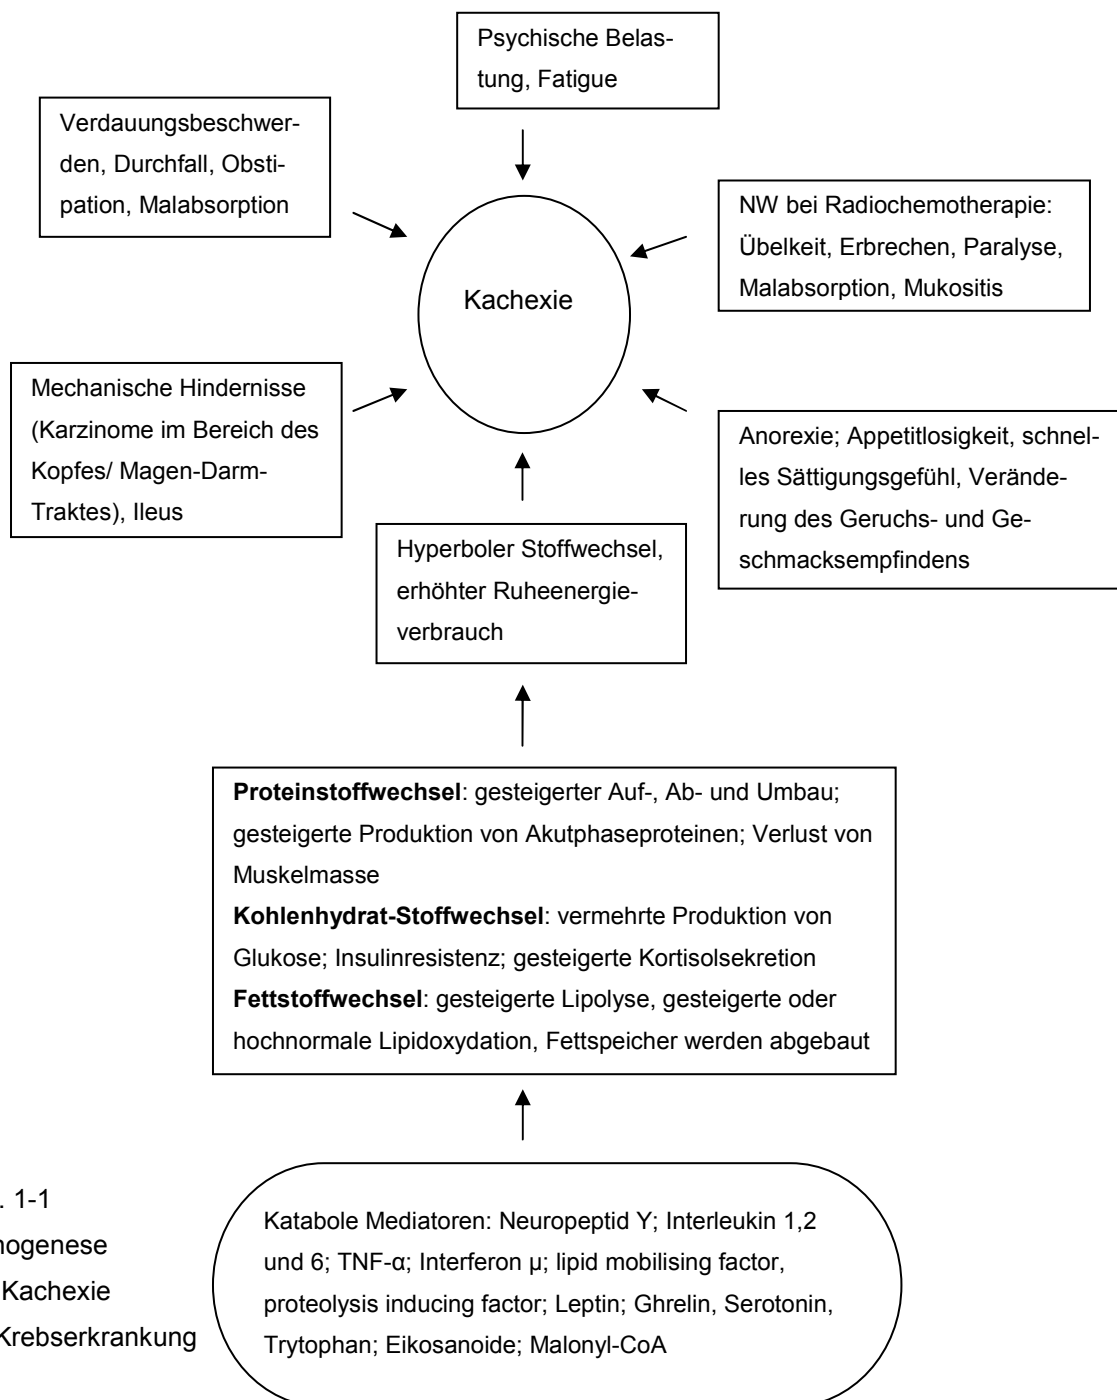 Psychische Belas-
tung, Fatigue
Verdauungsbeschwer-
den, Durchfall, Obsti-
pation, Malabsorption
NW bei Radiochemotherapie:
Übelkeit, Erbrechen, Paralyse,
Malabsorption, Mukositis
Kachexie
Mechanische Hindernisse
(Karzinome im Bereich des
Kopfes/ Magen-Darm-
Traktes), Ileus
Anorexie; Appetitlosigkeit, schnel-
les Sättigungsgefühl, Verände-
rung des Geruchs- und Ge-
schmacksempfindens
Hyperboler Stoffwechsel,
erhöhter Ruheenergie-
verbrauch
Proteinstoffwechsel: gesteigerter Auf-, Ab- und Umbau;
gesteigerte Produktion von Akutphaseproteinen; Verlust von
Muskelmasse
Kohlenhydrat-Stoffwechsel: vermehrte Produktion von
Glukose; Insulinresistenz; gesteigerte Kortisolsekretion
Fettstoffwechsel: gesteigerte Lipolyse, gesteigerte oder
hochnormale Lipidoxydation, Fettspeicher werden abgebaut
Katabole Mediatoren: Neuropeptid Y; Interleukin 1,2
und 6; TNF-α; Interferon μ; lipid mobilising factor,
proteolysis inducing factor; Leptin; Ghrelin, Serotonin,
Trytophan; Eikosanoide; Malonyl-CoA
. 1-1
nogenese
Kachexie
Krebserkrankung